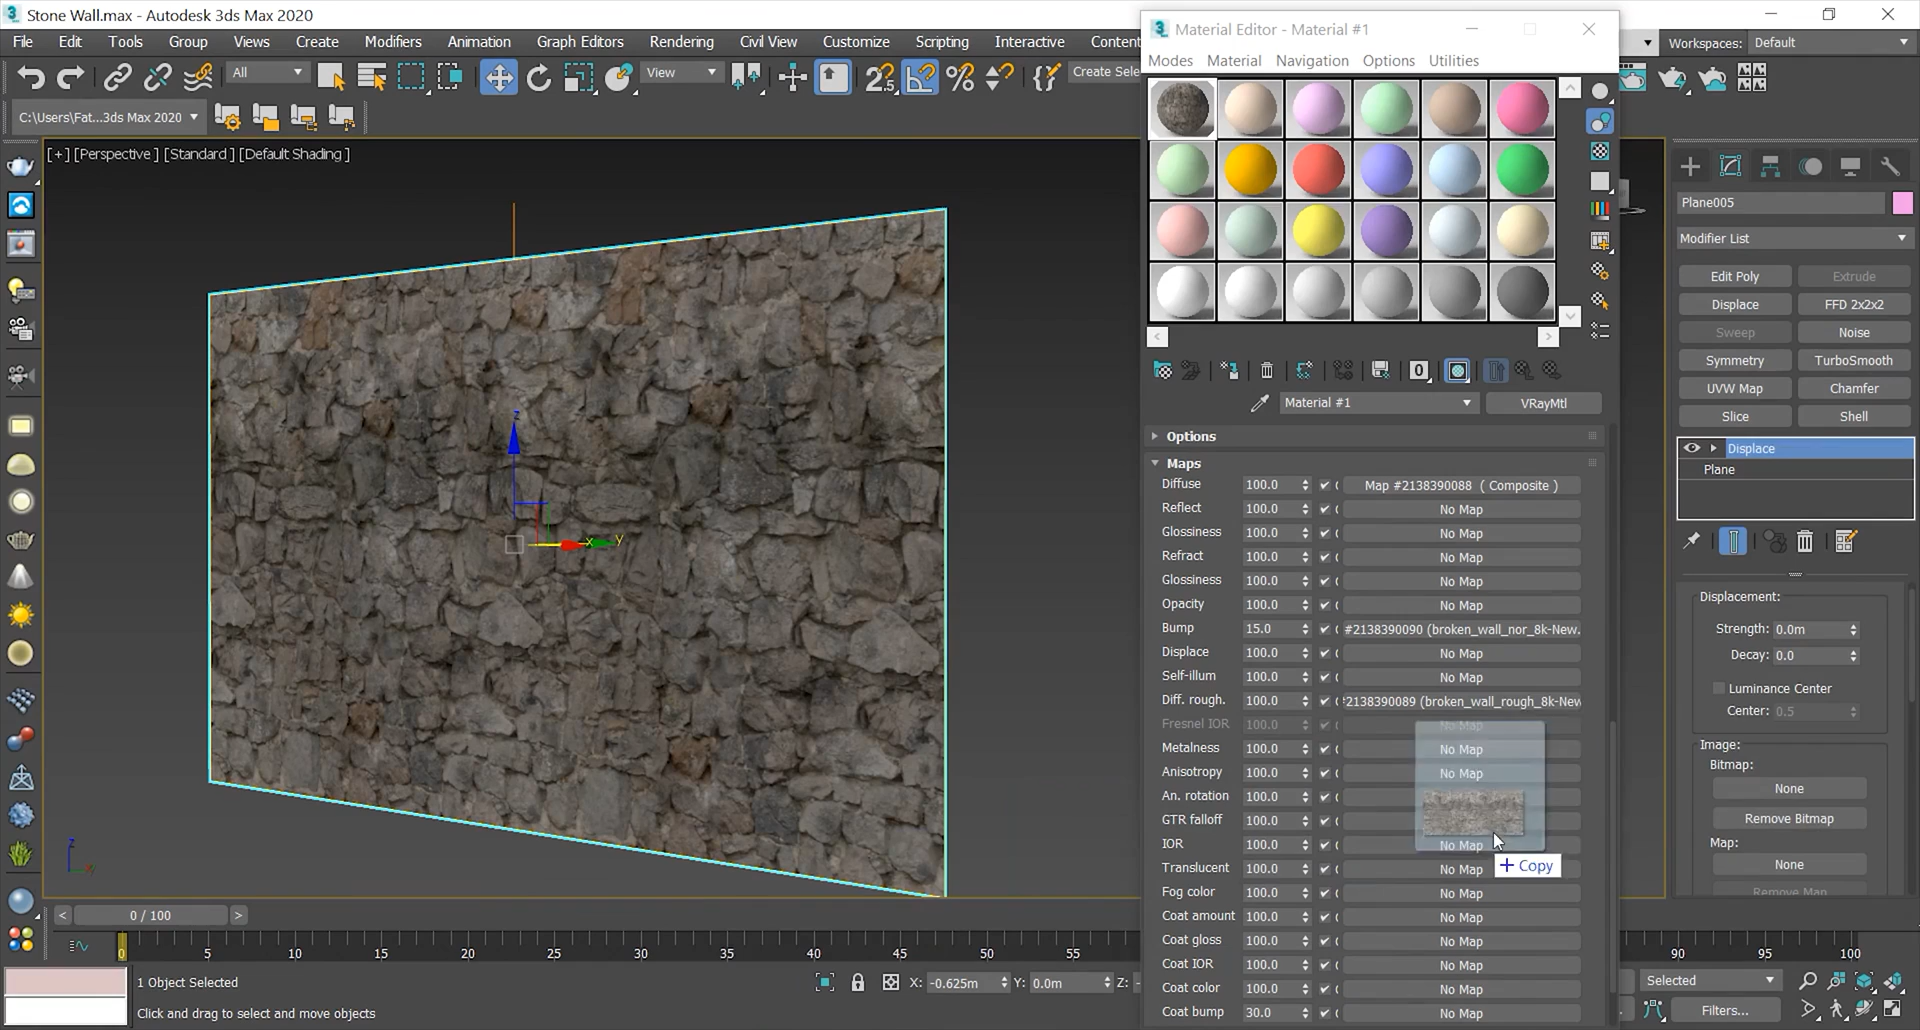 Stone Wall.max - Autodesk 3ds Max 2020
File Edit Tools Group Views Create Modifiers Animation Graph Editors Rendering Civil View Customize Scripting Interactive Content
Workspaces: Default
All
View
Create Sele
C:\Users\Fat...3ds Max 2020
[+] [Perspective ] [Standard ] [Default Shading ]
z
x
y
z
Material Editor - Material #1
Modes Material Navigation Options Utilities
0
Material #1
VRayMtl
Options
Maps
Diffuse 100.0 Map #2138390088 ( Composite )
Reflect 100.0 No Map
Glossiness 100.0 No Map
Refract 100.0 No Map
Glossiness 100.0 No Map
Opacity 100.0 No Map
Bump 15.0 #2138390090 (broken_wall_nor_8k-New.
Displace 100.0 No Map
Self-illum 100.0 No Map
Diff. rough. 100.0 #2138390089 (broken_wall_rough_8k-New
Fresnel IOR 100.0 No Map
Metalness 100.0 No Map
Anisotropy 100.0 No Map
An. rotation 100.0
GTR falloff 100.0
IOR 100.0 No Map
+ Copy
Translucent 100.0 No Map
Fog color 100.0 No Map
Coat amount 100.0 No Map
Coat gloss 100.0 No Map
Coat IOR 100.0 No Map
Coat color 100.0 No Map
Coat bump 30.0 No Map
Plane005
Modifier List
Edit Poly Extrude
Displace FFD 2x2x2
Sweep Noise
Symmetry TurboSmooth
UVW Map Chamfer
Slice Shell
Displace
Plane
Displacement:
Strength: 0.0m
Decay: 0.0
Luminance Center
Center: 0.5
Image:
Bitmap:
None
Remove Bitmap
Map:
None
Remove Map
< 0 / 100 >
0 5 10 15 20 25 30 35 40 45 50 55 90 95 100
1 Object Selected
X: -0.625m Y: 0.0m Z:
Selected
Click and drag to select and move objects
Filters...